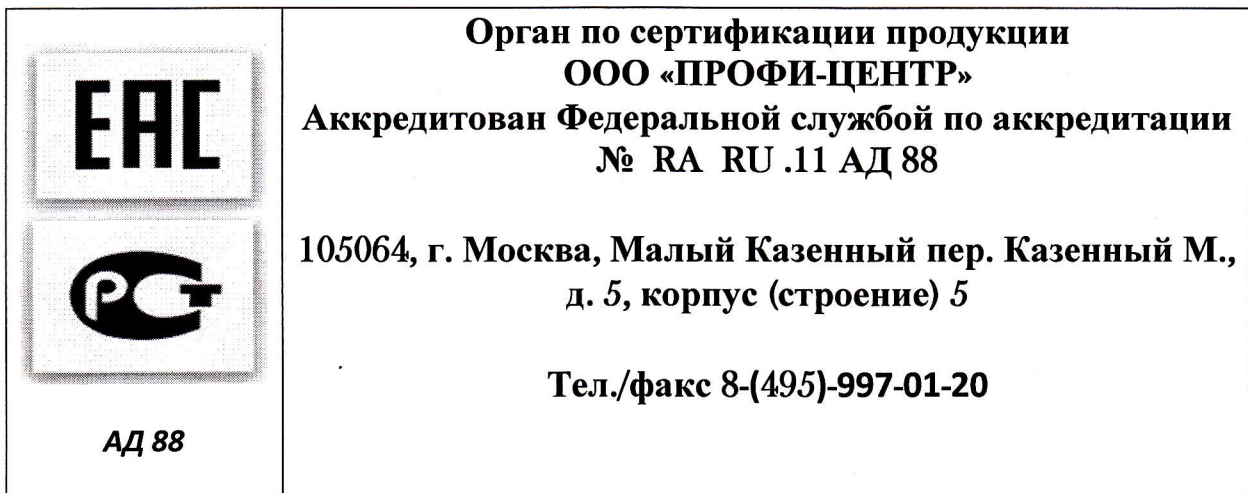 EAC
РСТ
АД 88
Орган по сертификации продукции
ООО «ПРОФИ-ЦЕНТР»
Аккредитован Федеральной службой по аккредитации
№ RA RU .11 АД 88
105064, г. Москва, Малый Казенный пер. Казенный М.,
д. 5, корпус (строение) 5
Тел./факс 8-(495)-997-01-20